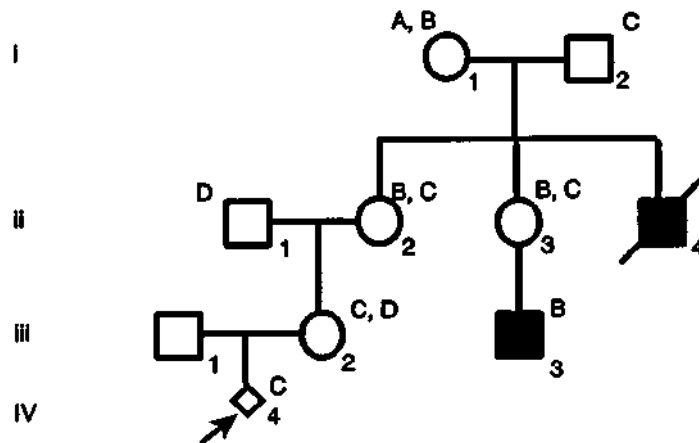 A, B C
I 1 2
D B, C B, C
ii 1 2 3 4
C, D B
iii 1 2 3
C
IV 4